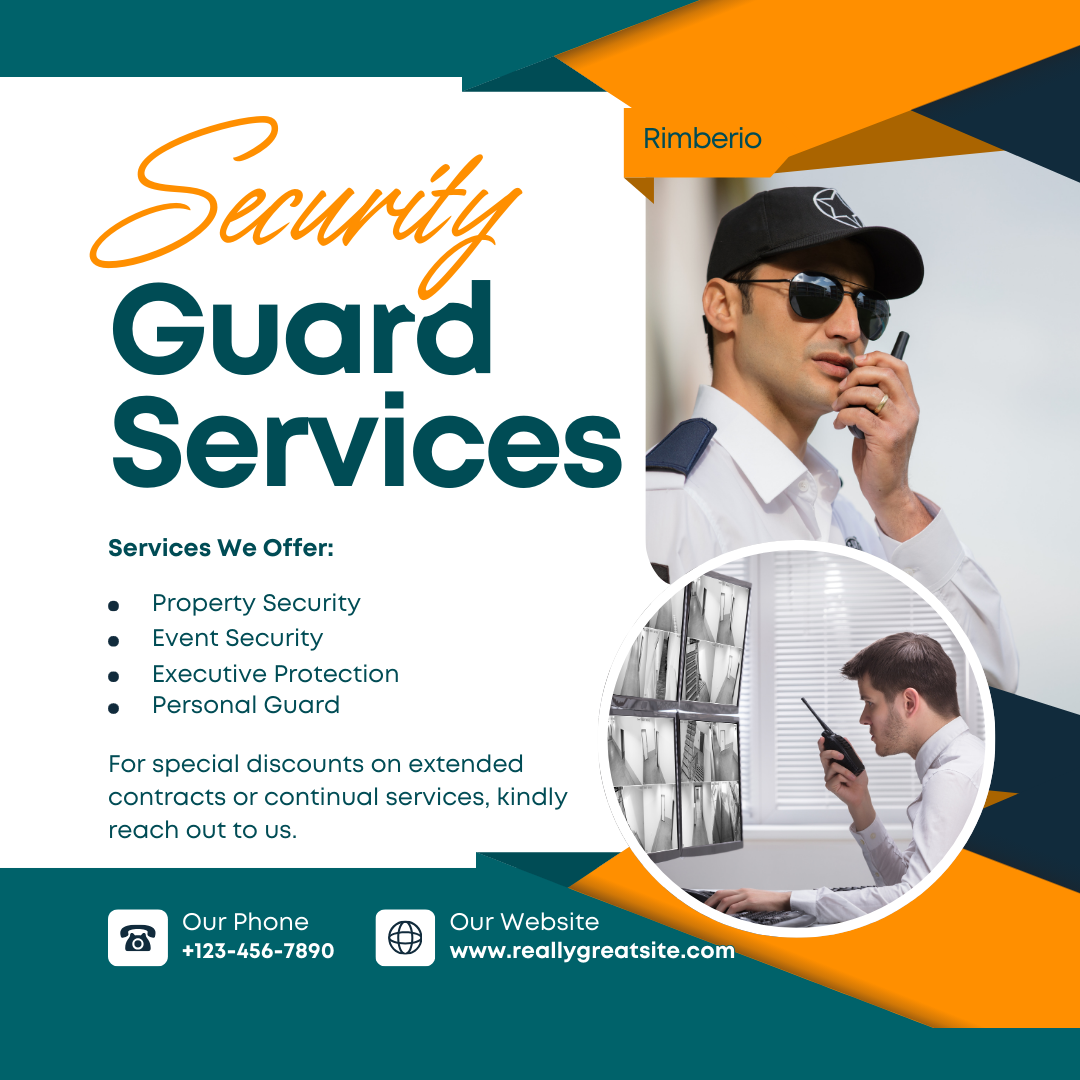 Rimberio
Security
Guard
Services
Services We Offer:
Property Security
Event Security
Executive Protection
Personal Guard
For special discounts on extended
contracts or continual services, kindly
reach out to us.
Our Phone
+123-456-7890
Our Website
www.reallygreatsite.com